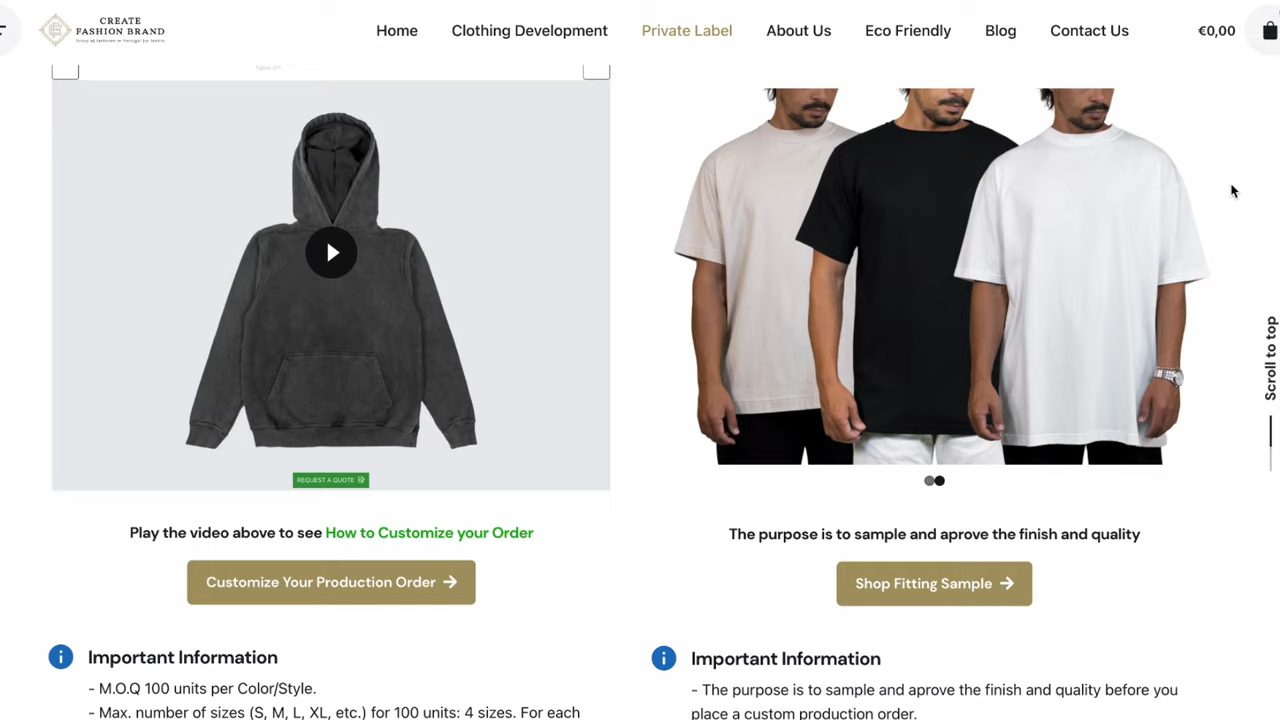 CREATE
FASHION BRAND
Home
Clothing Development
Private Label
About Us
Eco Friendly
Blog
Contact Us
€0,00
Scroll to top
REQUEST A QUOTE
Play the video above to see How to Customize your Order
Customize Your Production Order
Important Information
- M.O.Q 100 units per Color/Style.
- Max. number of sizes (S, M, L, XL, etc.) for 100 units: 4 sizes. For each
The purpose is to sample and aprove the finish and quality
Shop Fitting Sample
Important Information
- The purpose is to sample and aprove the finish and quality before you
place a custom production order.